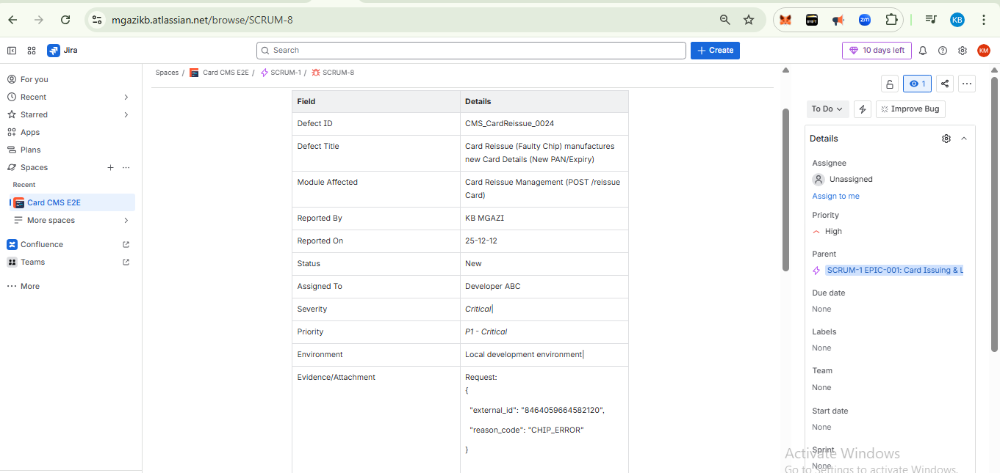 mgazikb.atlassian.net/browse/SCRUM-8
BYBIT
zm
KB
Jira
Search
+ Create
10 days left
KM
For you
Recent
Starred
Apps
Plans
Spaces
Recent
Card CMS E2E
More spaces
Confluence
Teams
More
Spaces / Card CMS E2E / SCRUM-1 / SCRUM-8
Field Details
Defect ID CMS_CardReissue_0024
Defect Title Card Reissue (Faulty Chip) manufactures
new Card Details (New PAN/Expiry)
Module Affected Card Reissue Management (POST /reissue
Card)
Reported By KB MGAZI
Reported On 25-12-12
Status New
Assigned To Developer ABC
Severity Critical
Priority P1 - Critical
Environment Local development environment
Evidence/Attachment Request:
{
"external_id": "8464059664582120",
"reason_code": "CHIP_ERROR"
}
1
To Do
Improve Bug
Details
Assignee
Unassigned
Assign to me
Priority
High
Parent
SCRUM-1 EPIC-001: Card Issuing & L
Due date
None
Labels
None
Team
None
Start date
None
Sprint
None
Activate Windows
Go to Settings to activate Windows.